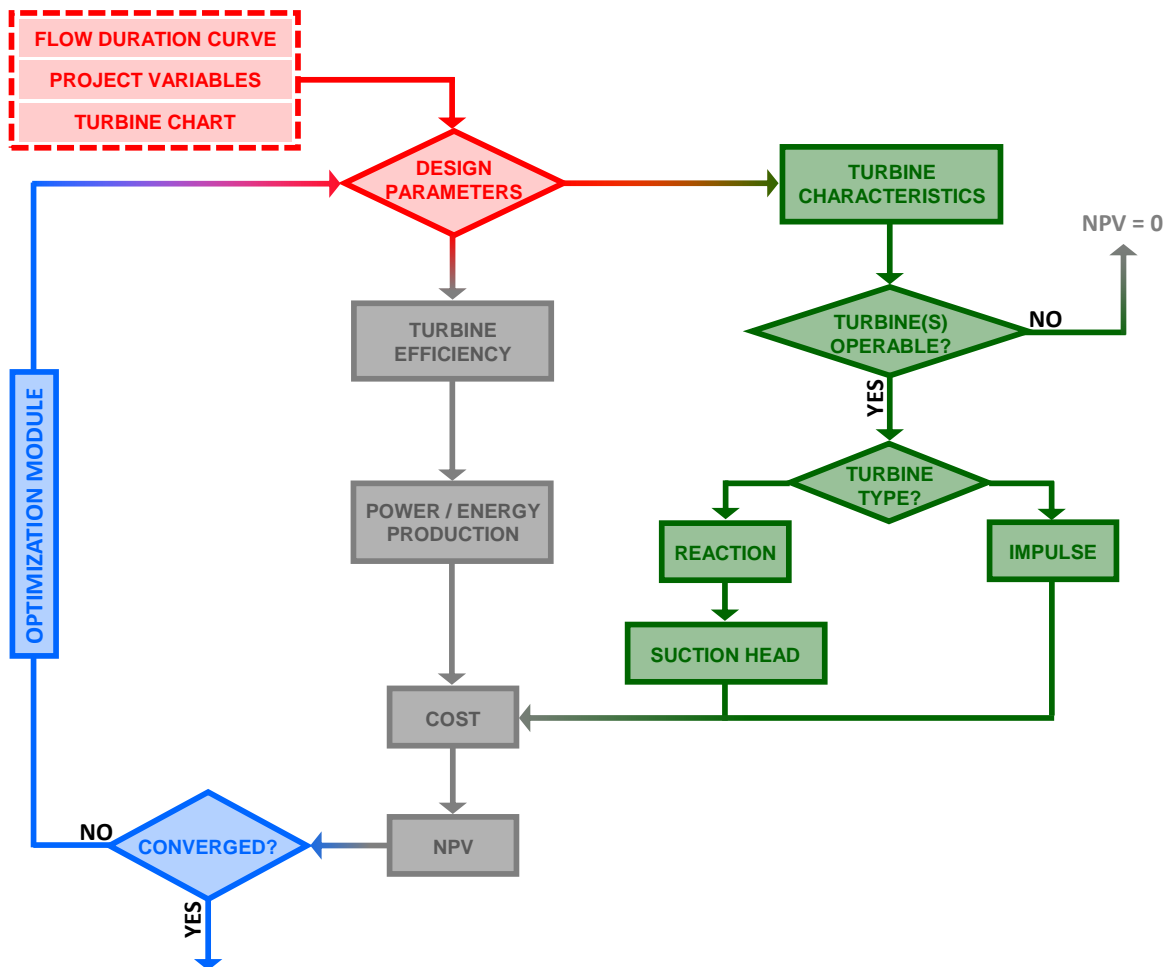 FLOW DURATION CURVE
PROJECT VARIABLES
TURBINE CHART
DESIGN
PARAMETERS
TURBINE
CHARACTERISTICS
NPV = 0
TURBINE
EFFICIENCY
TURBINE(S)
OPERABLE?
NO
YES
OPTIMIZATION MODULE
POWER / ENERGY
PRODUCTION
TURBINE
TYPE?
REACTION
IMPULSE
SUCTION HEAD
COST
NO
CONVERGED?
NPV
YES